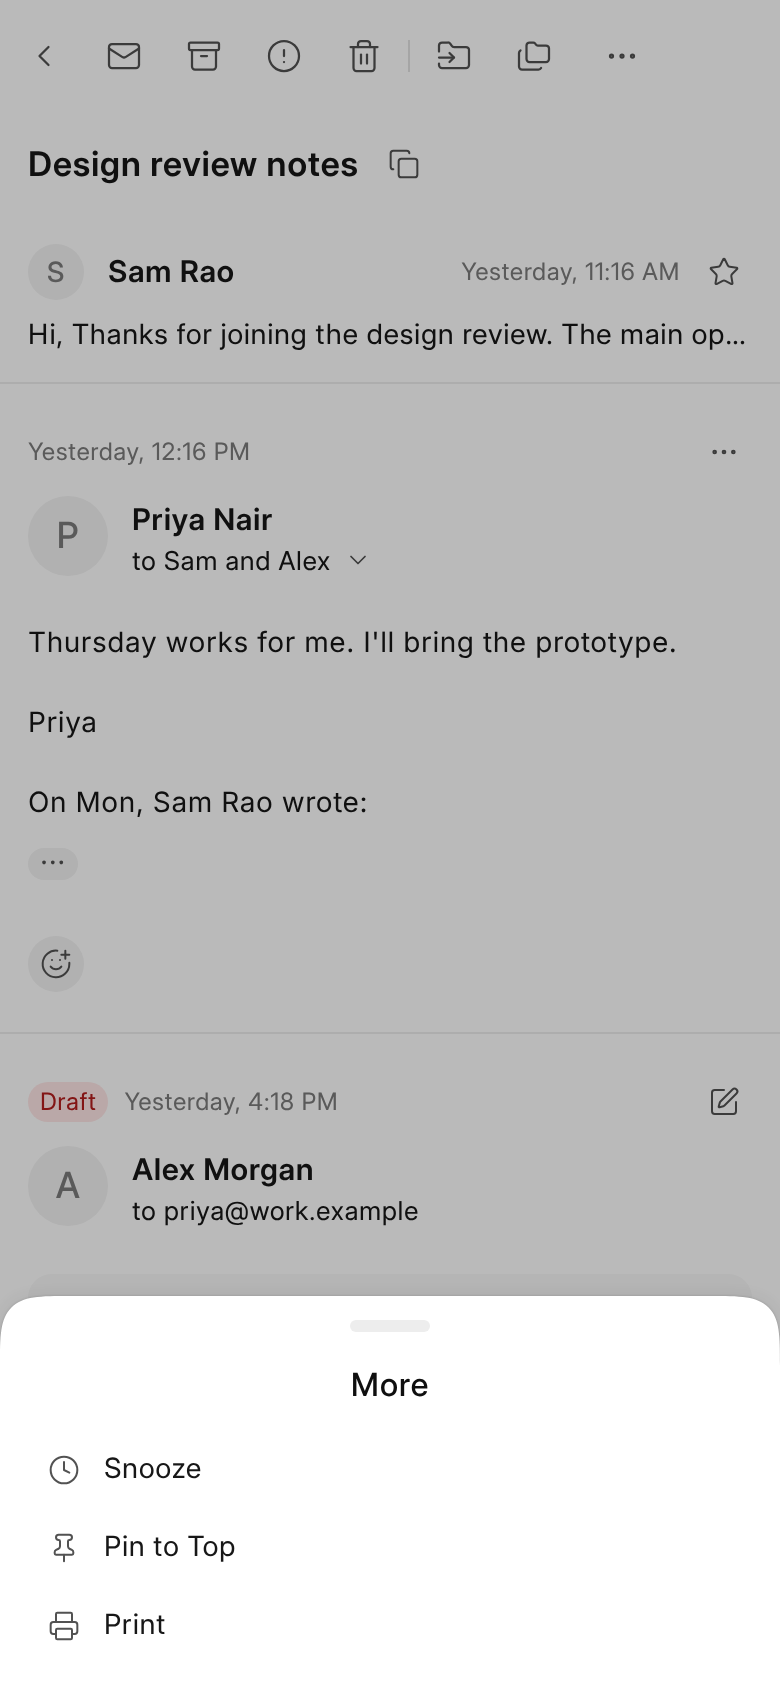 Design review notes
S
Sam Rao
Yesterday, 11:16 AM
Hi, Thanks for joining the design review. The main op...
Yesterday, 12:16 PM
P
Priya Nair
to Sam and Alex
Thursday works for me. I'll bring the prototype.
Priya
On Mon, Sam Rao wrote:
Draft
Yesterday, 4:18 PM
A
Alex Morgan
to priya@work.example
More
Snooze
Pin to Top
Print